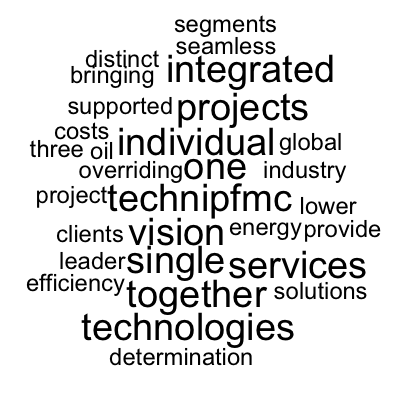 segments
seamless
distinct
bringing integrated
supported projects
costs individual global
three oil
overriding one industry
project technipfmc lower
clients vision energy provide
leader single services
efficiency together solutions
technologies
determination